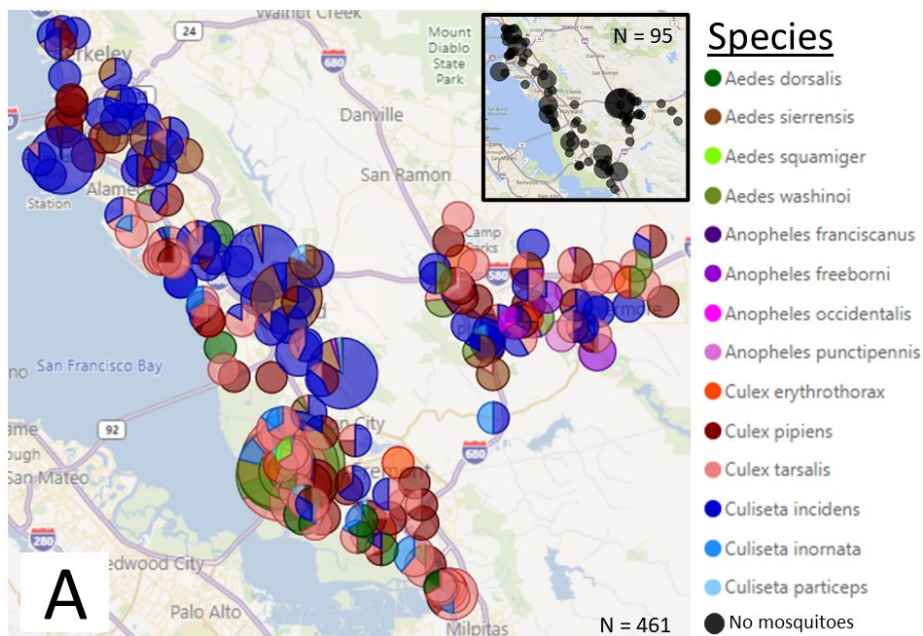 Walnut Creek
24
680
Mount
Diablo
State
Park
N = 95
Danville
San Ramon
Alamed
Station
Camp
Parks
580
680
San Francisco Bay
92
San Mateo
680
280
Redwood City
Palo Alto
Milpitas
A
N = 461
Species
Aedes dorsalis
Aedes sierrensis
Aedes squamiger
Aedes washinoi
Anopheles franciscanus
Anopheles freeborni
Anopheles occidentalis
Anopheles punctipennis
Culex erythrothorax
Culex pipiens
Culex tarsalis
Culiseta incidens
Culiseta inornata
Culiseta particeps
No mosquitoes